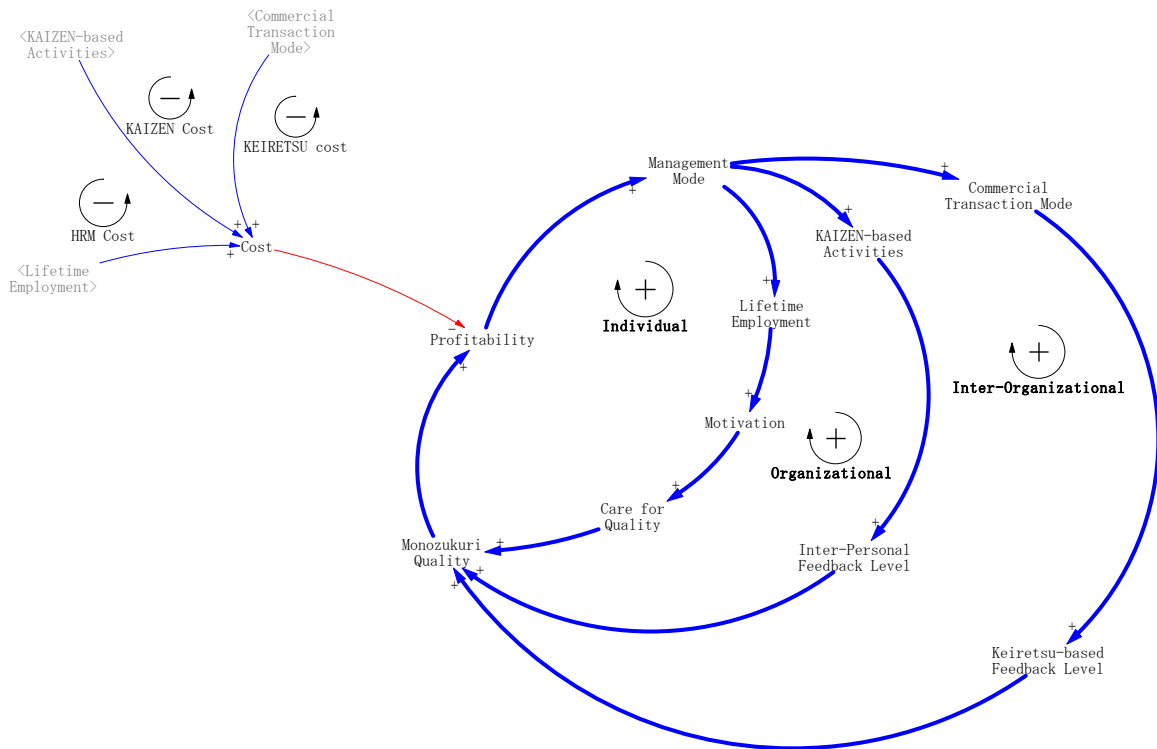 <KAIZEN-based
Activities>
<Commercial
Transaction
Mode>
−
KAIZEN Cost
−
KEIRETSU cost
−
HRM Cost
+
+
+
Cost
<Lifetime
Employment>
−
Profitability
+
Management
Mode
+
+
Commercial
Transaction Mode
+
KAIZEN-based
Activities
+
Lifetime
Employment
+
Individual
+
Inter-Organizational
+
Motivation
+
Organizational
+
Care for
Quality
+
Monozukuri
Quality
+
+
+
Inter-Personal
Feedback Level
+
Keiretsu-based
Feedback Level